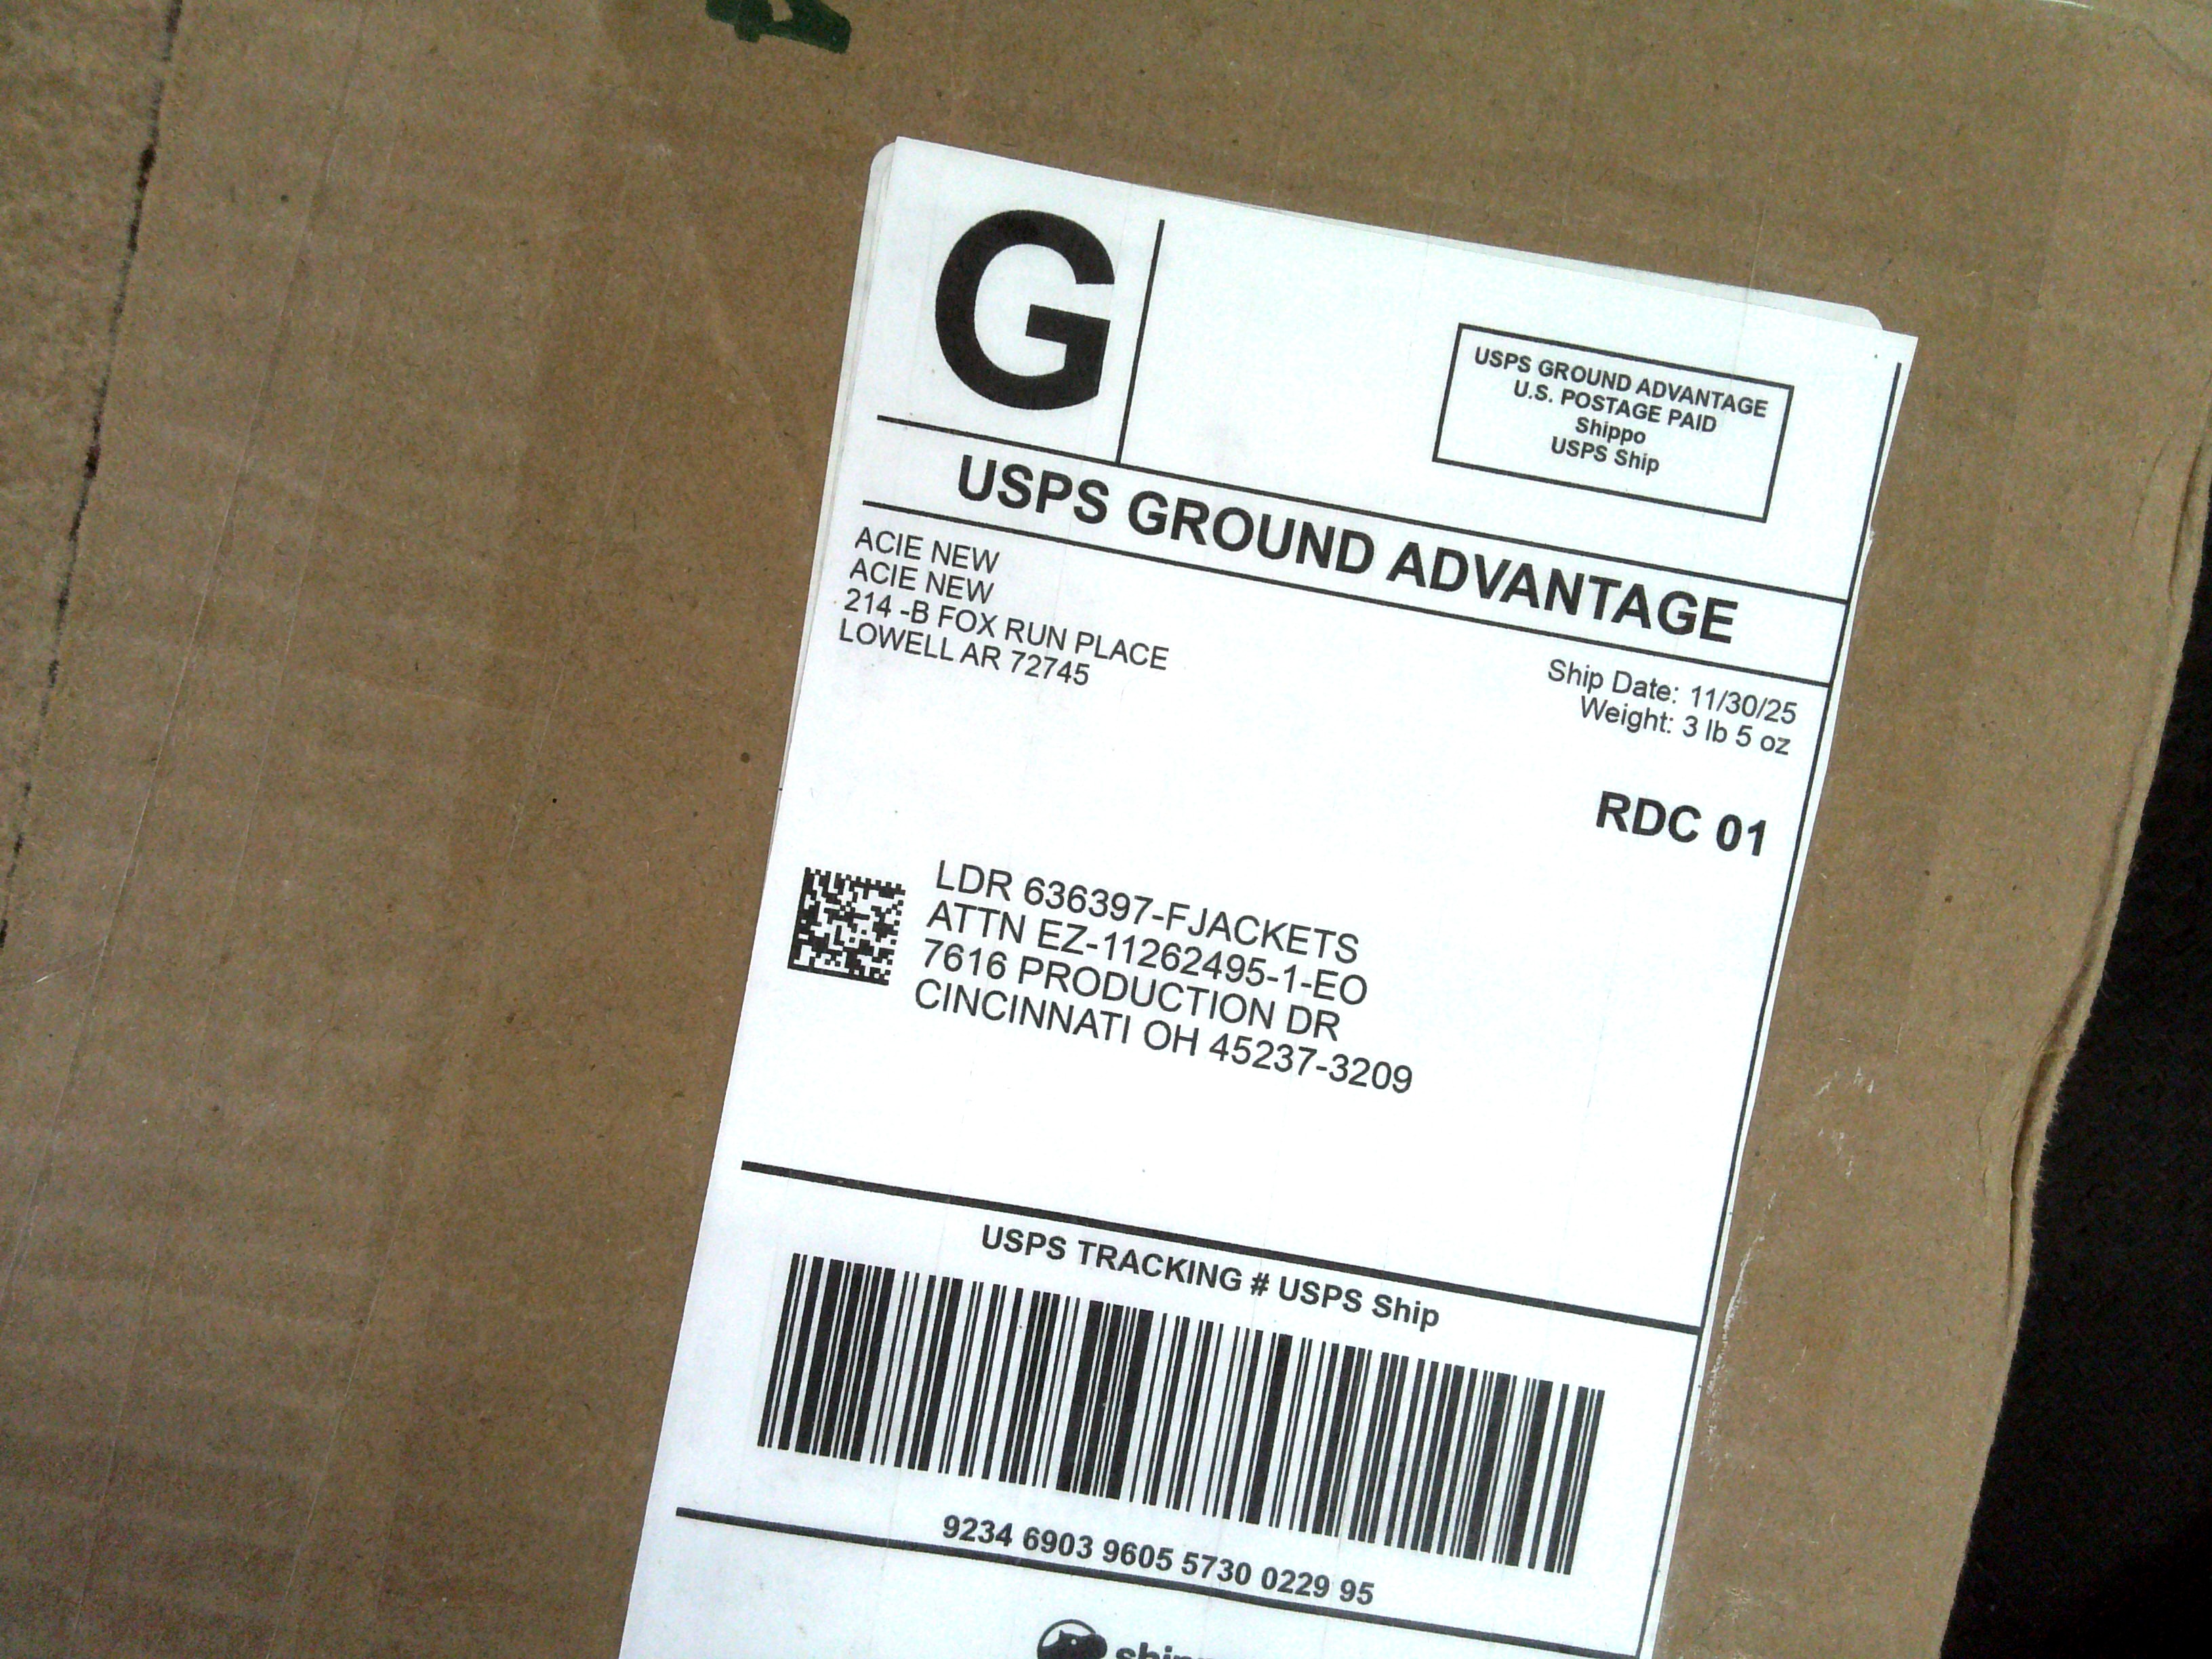 G
USPS GROUND ADVANTAGE
U.S. POSTAGE PAID
Shippo
USPS Ship
USPS GROUND ADVANTAGE
ACIE NEW
ACIE NEW
214 -B FOX RUN PLACE
LOWELL AR 72745
Ship Date: 11/30/25
Weight: 3 lb 5 oz
RDC 01
LDR 636397-FJACKETS
ATTN EZ-11262495-1-EO
7616 PRODUCTION DR
CINCINNATI OH 45237-3209
USPS TRACKING # USPS Ship
9234 6903 9605 5730 0229 95